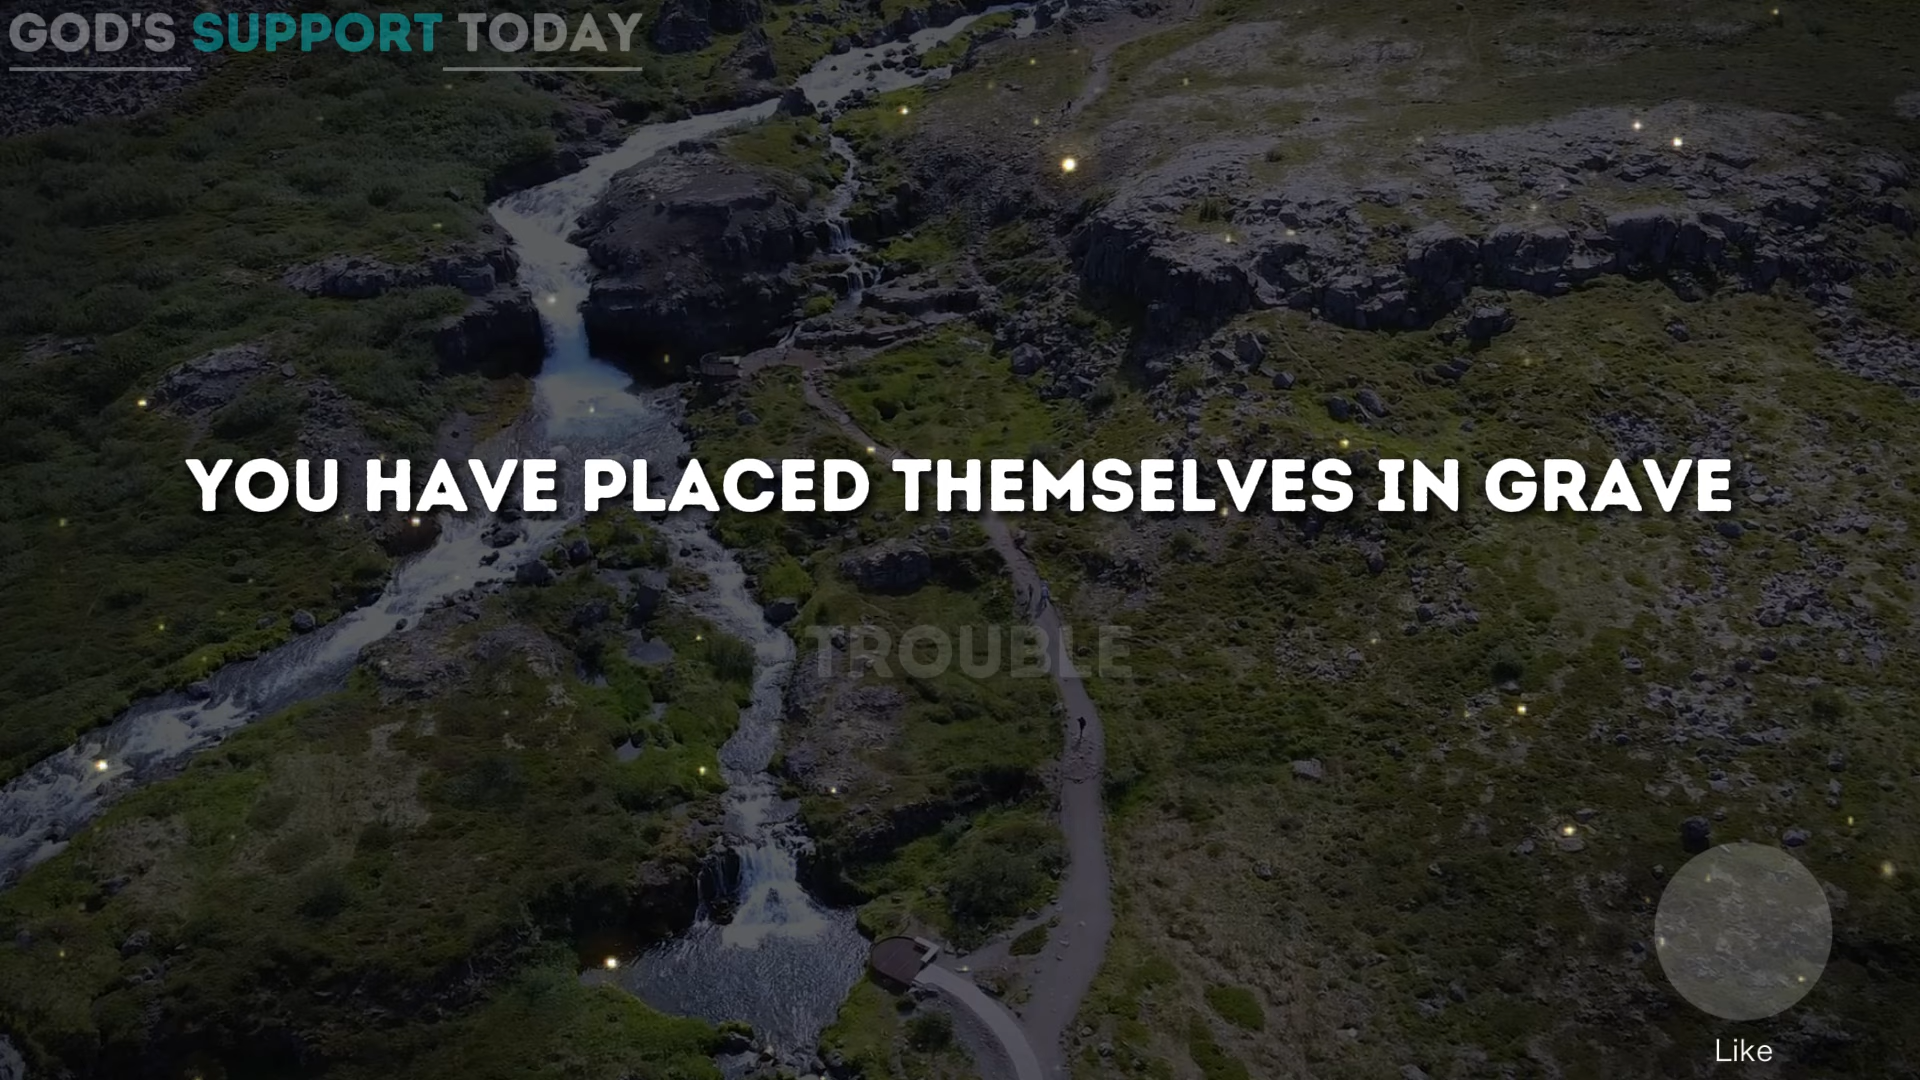 GOD'S SUPPORT TODAY
YOU HAVE PLACED THEMSELVES IN GRAVE
TROUBLE
Like